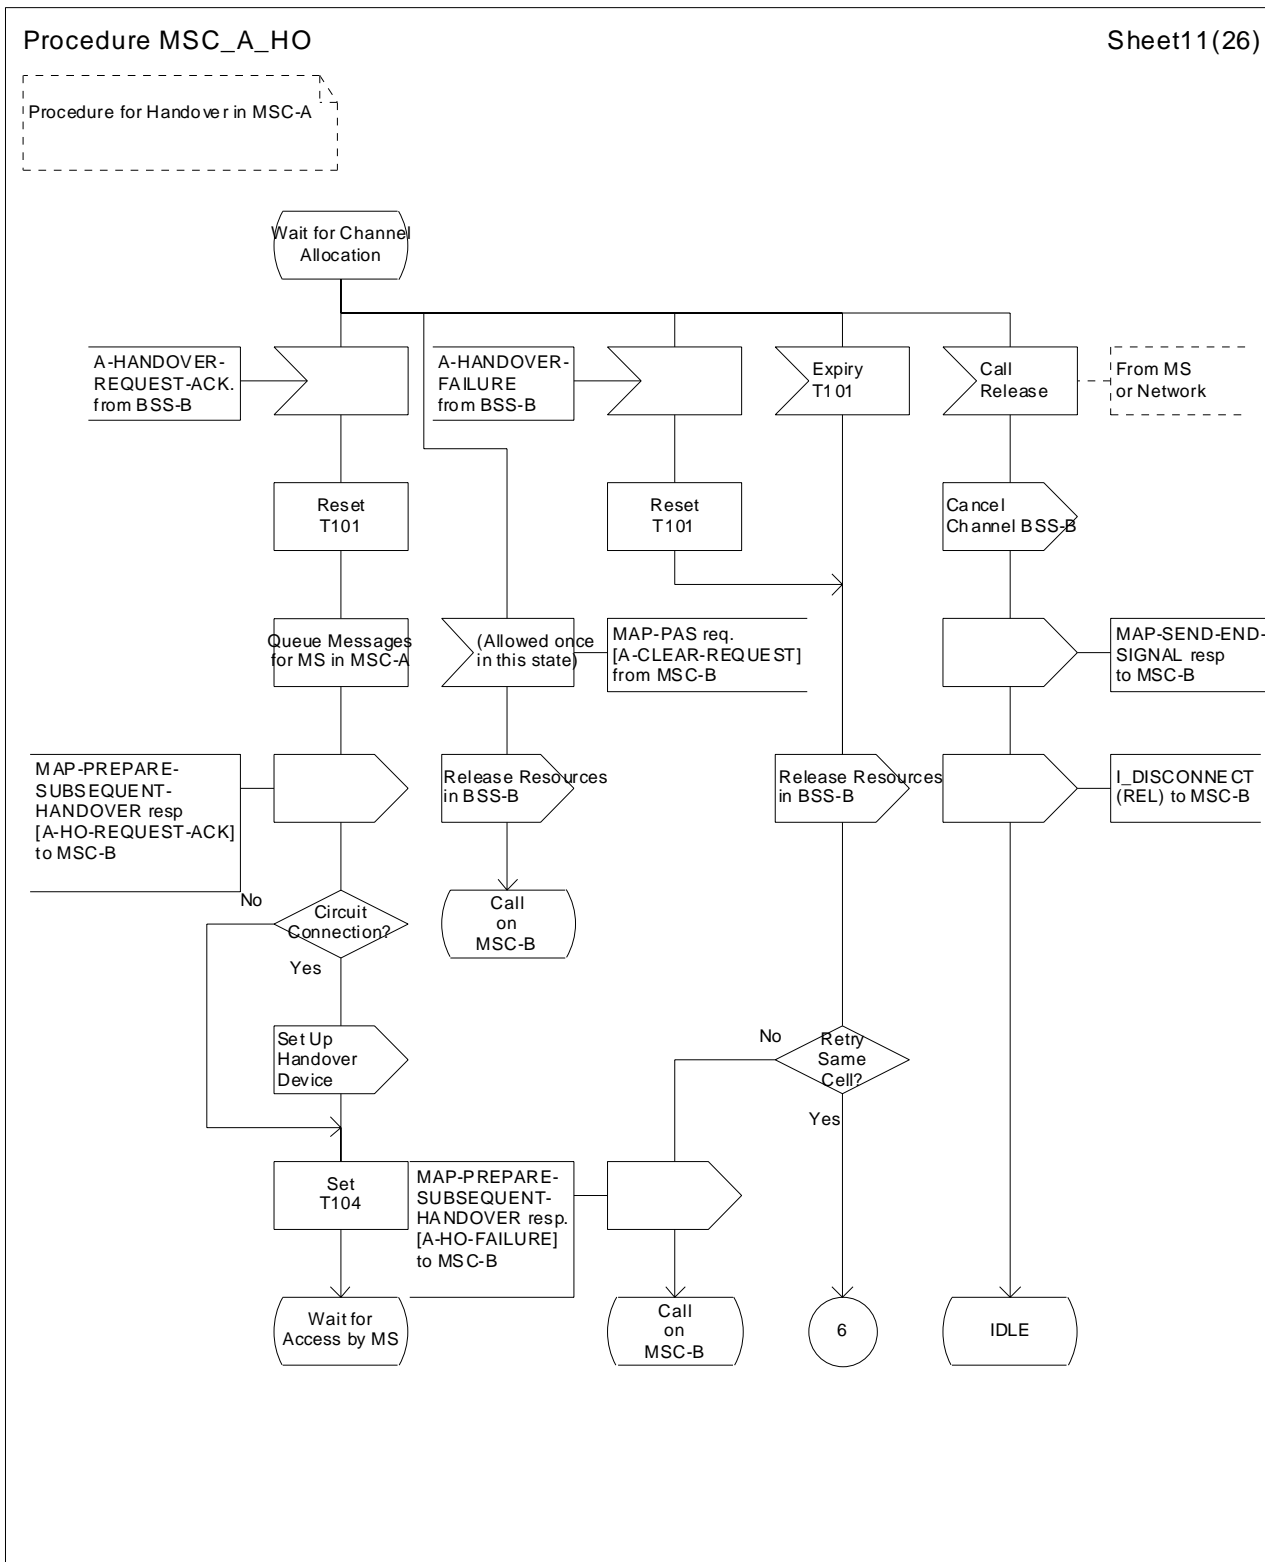 Procedure MSC_A_HO
Sheet11(26)
Procedure for Handover in MSC-A
Wait for Channel
Allocation
A-HANDOVER-
REQUEST-ACK.
from BSS-B
A-HANDOVER-
FAILURE
from BSS-B
Expiry
T101
Call
Release
From MS
or Network
Reset
T101
Reset
T101
Cancel
Channel BSS-B
Queue Messages
for MS in MSC-A
(Allowed once
in this state)
MAP-PAS req.
[A-CLEAR-REQUEST]
from MSC-B
MAP-SEND-END-
SIGNAL resp
to MSC-B
MAP-PREPARE-
SUBSEQUENT-
HANDOVER resp
[A-HO-REQUEST-ACK]
to MSC-B
Release Resources
in BSS-B
Release Resources
in BSS-B
I_DISCONNECT
(REL) to MSC-B
No
Circuit
Connection?
Yes
Call
on
MSC-B
Set Up
Handover
Device
No
Retry
Same
Cell?
Yes
Set
T104
MAP-PREPARE-
SUBSEQUENT-
HANDOVER resp.
[A-HO-FAILURE]
to MSC-B
Wait for
Access by MS
Call
on
MSC-B
6
IDLE